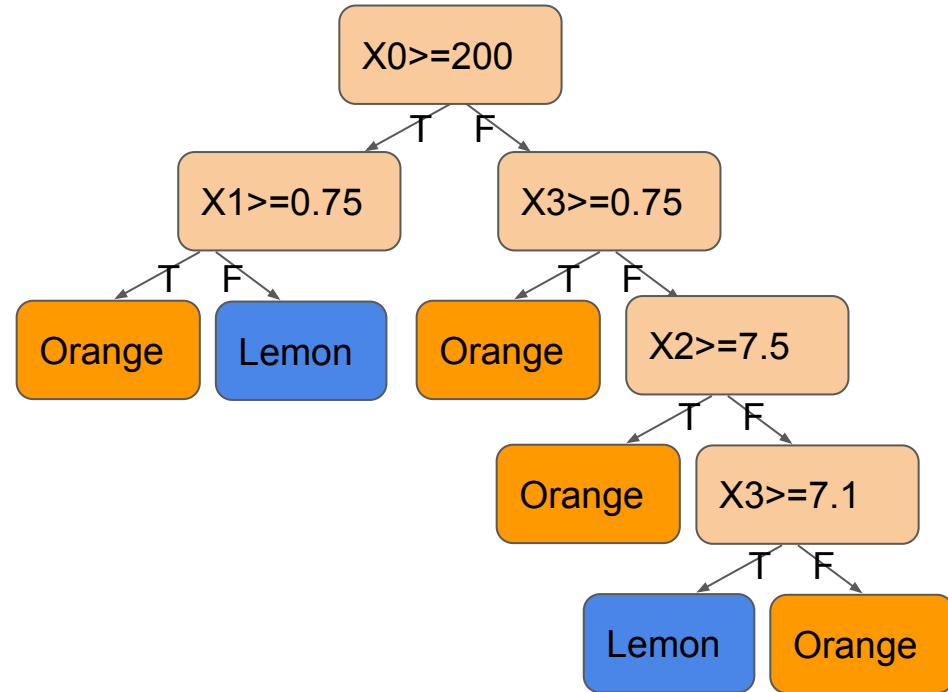 X0>=200
T
F
X1>=0.75
X3>=0.75
T
F
T
F
Orange
Lemon
Orange
X2>=7.5
T
F
Orange
X3>=7.1
T
F
Lemon
Orange